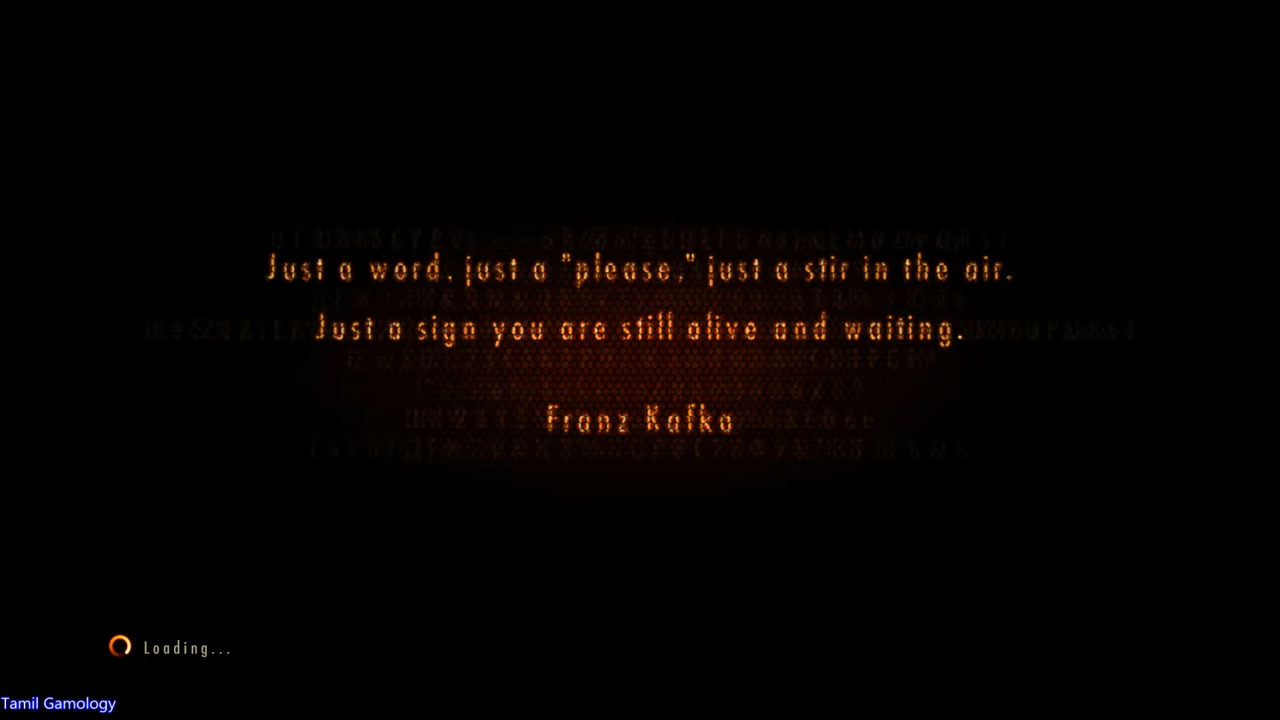 Just a word, just a "please," just a stir in the air.
Just a sign you are still alive and waiting.
Franz Kafka
Loading...
Tamil Gamology